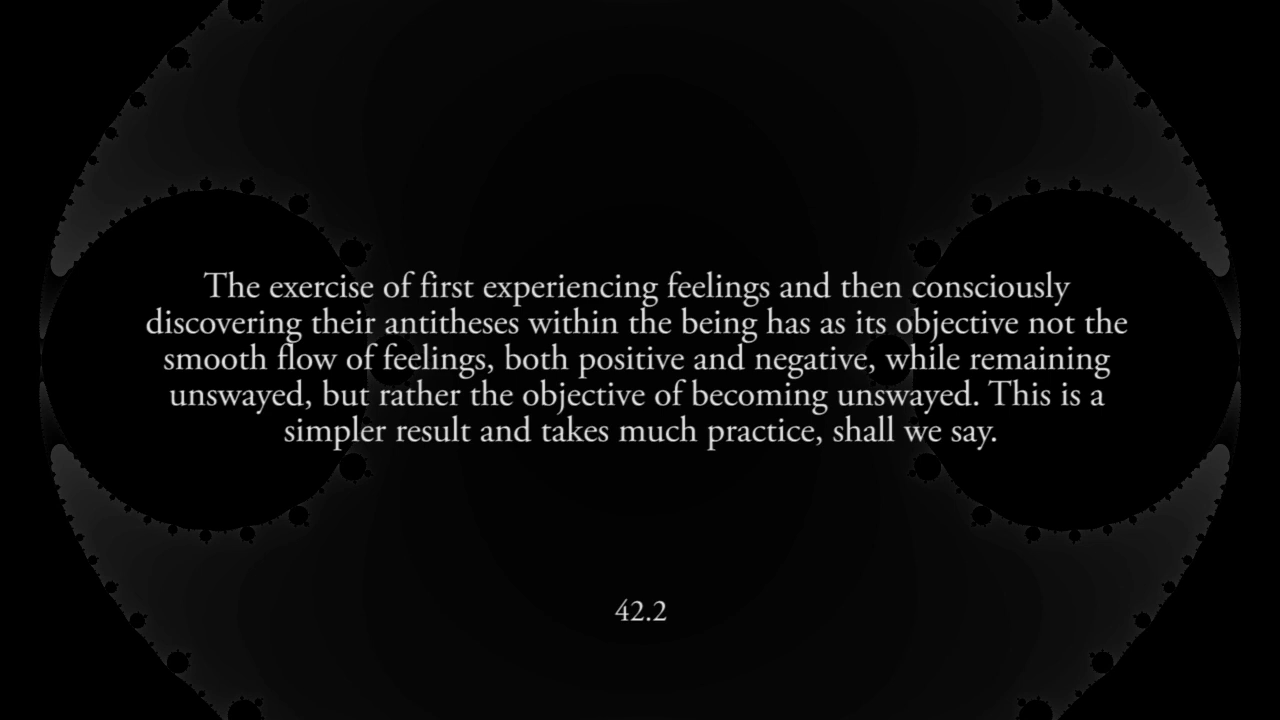 The exercise of first experiencing feelings and then consciously
discovering their antitheses within the being has as its objective not the
smooth flow of feelings, both positive and negative, while remaining
unswayed, but rather the objective of becoming unswayed. This is a
simpler result and takes much practice, shall we say.
42.2